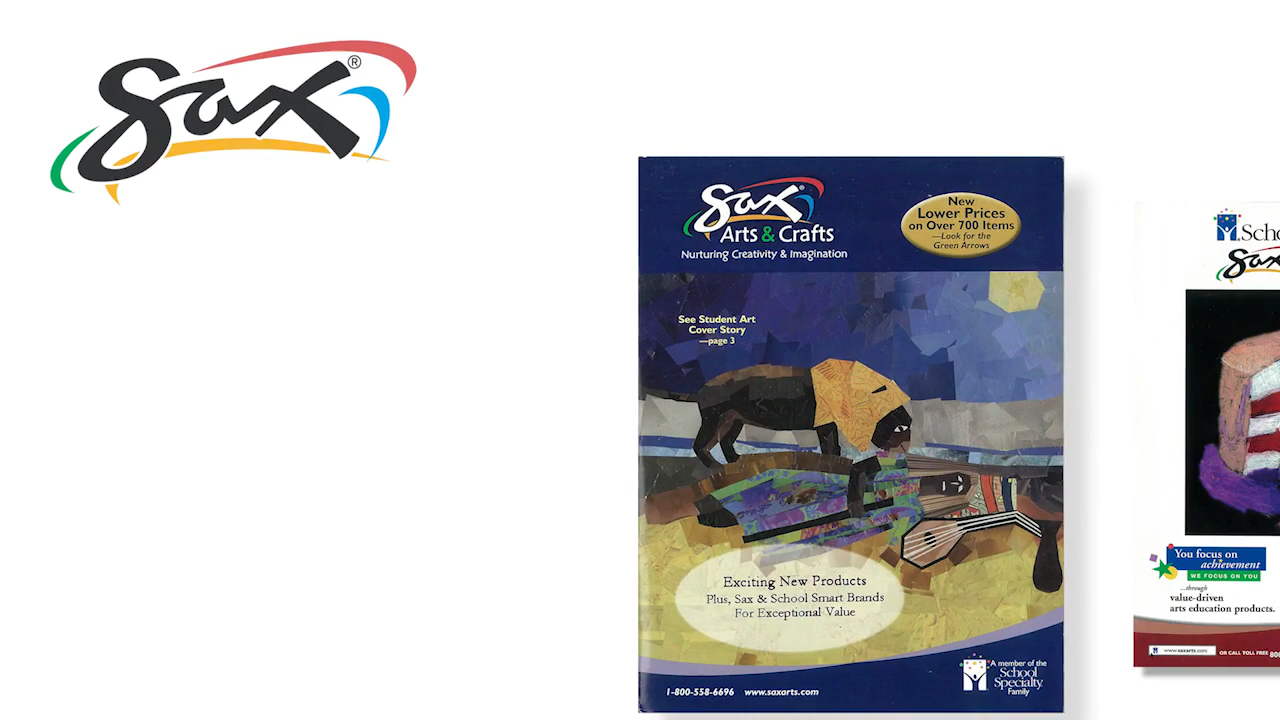 Sax®
Sax®
Arts & Crafts
Nurturing Creativity & Imagination
New
Lower Prices
on Over 700 Items
—Look for the
Green Arrows
See Student Art
Cover Story
—page 3
Exciting New Products
Plus, Sax & School Smart Brands
For Exceptional Value
A member of the
School
Specialty
Family
1-800-558-6696 www.saxarts.com
You focus on
achievement
WE FOCUS ON YOU
...through
value-driven
arts education products.
www.saxarts.com OR CALL TOLL FREE